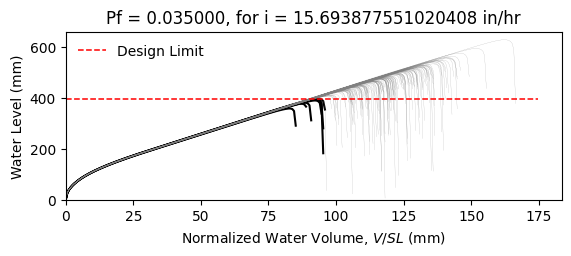 Pf = 0.035000, for i = 15.693877551020408 in/hr
Design Limit
Water Level (mm)
600
400
200
0
0 25 50 75 100 125 150 175
Normalized Water Volume, V/SL (mm)